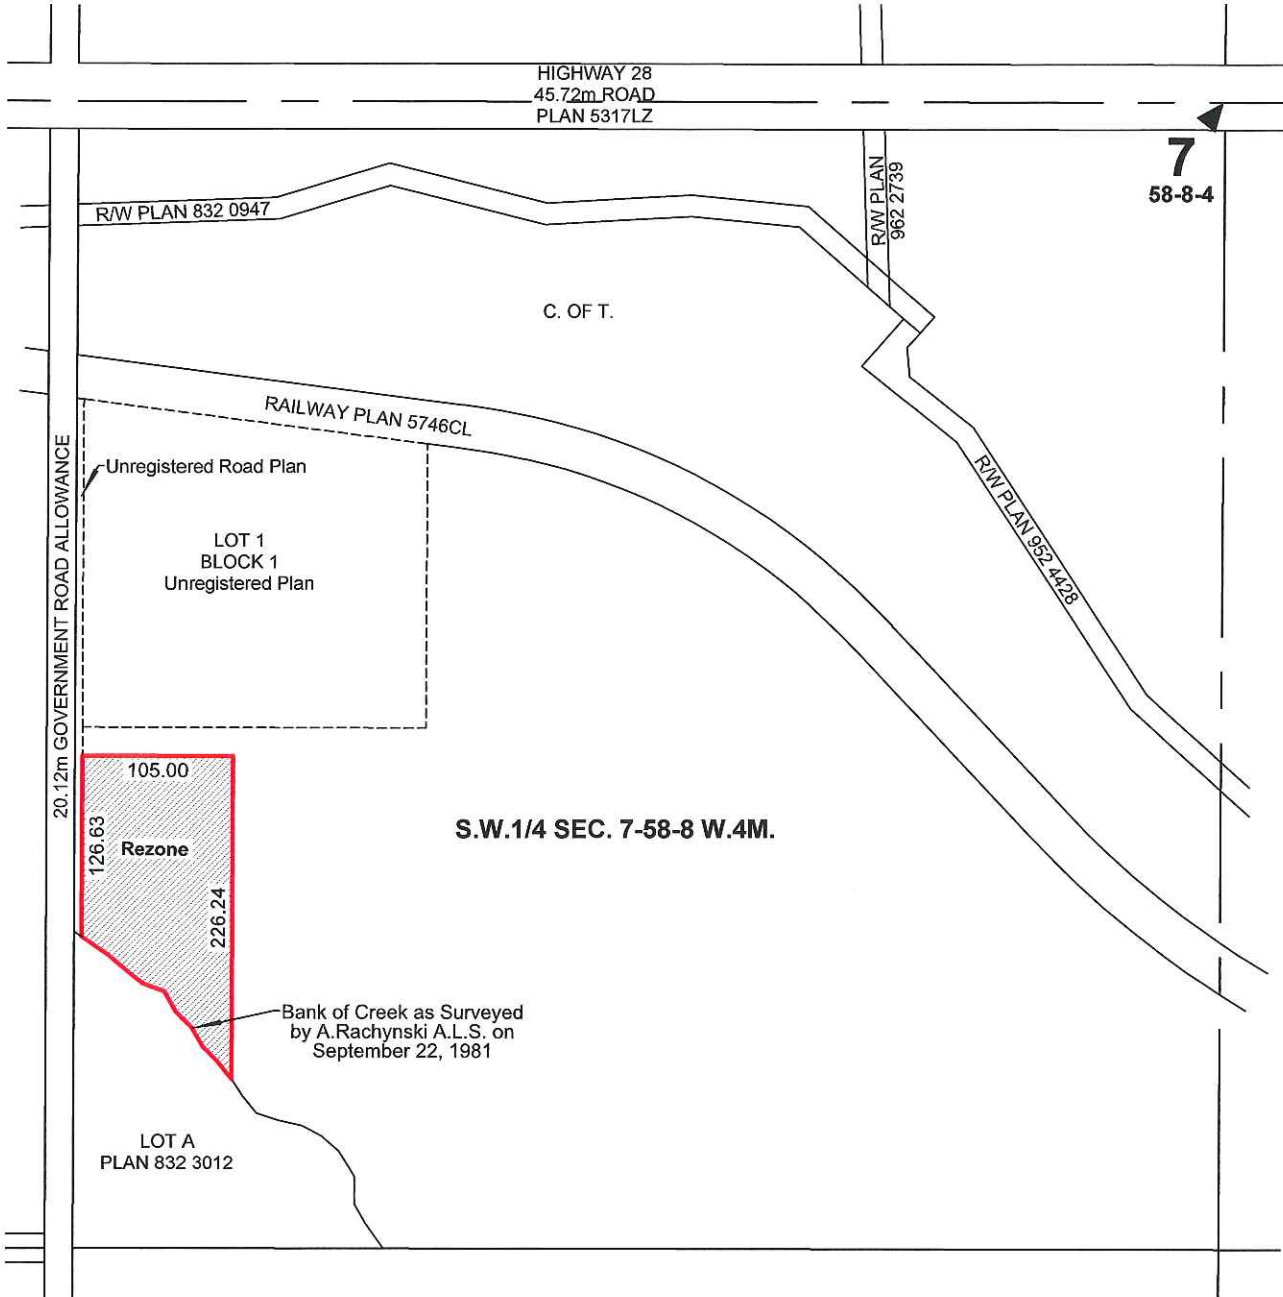 HIGHWAY 28
45.72m ROAD
PLAN 5317LZ
7
58-8-4
R/W PLAN
962 2739
R/W PLAN 832 0947
C. OF T.
RAILWAY PLAN 5746CL
Unregistered Road Plan
R/W PLAN 952 4428
LOT 1
BLOCK 1
Unregistered Plan
20.12m GOVERNMENT ROAD ALLOWANCE
105.00
126.63
Rezone
226.24
S.W.1/4 SEC. 7-58-8 W.4M.
Bank of Creek as Surveyed
by A.Rachynski A.L.S. on
September 22, 1981
LOT A
PLAN 832 3012